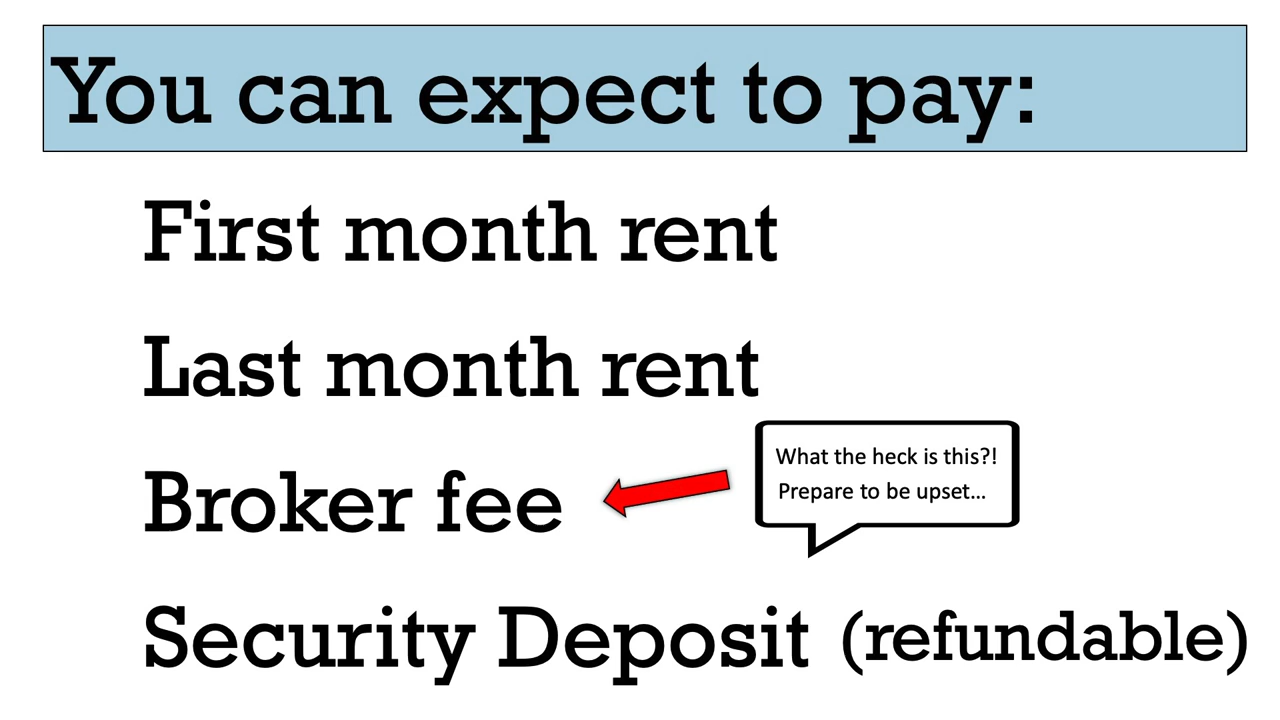 You can expect to pay:
First month rent
Last month rent
What the heck is this?!
Prepare to be upset...
Broker fee
Security Deposit (refundable)